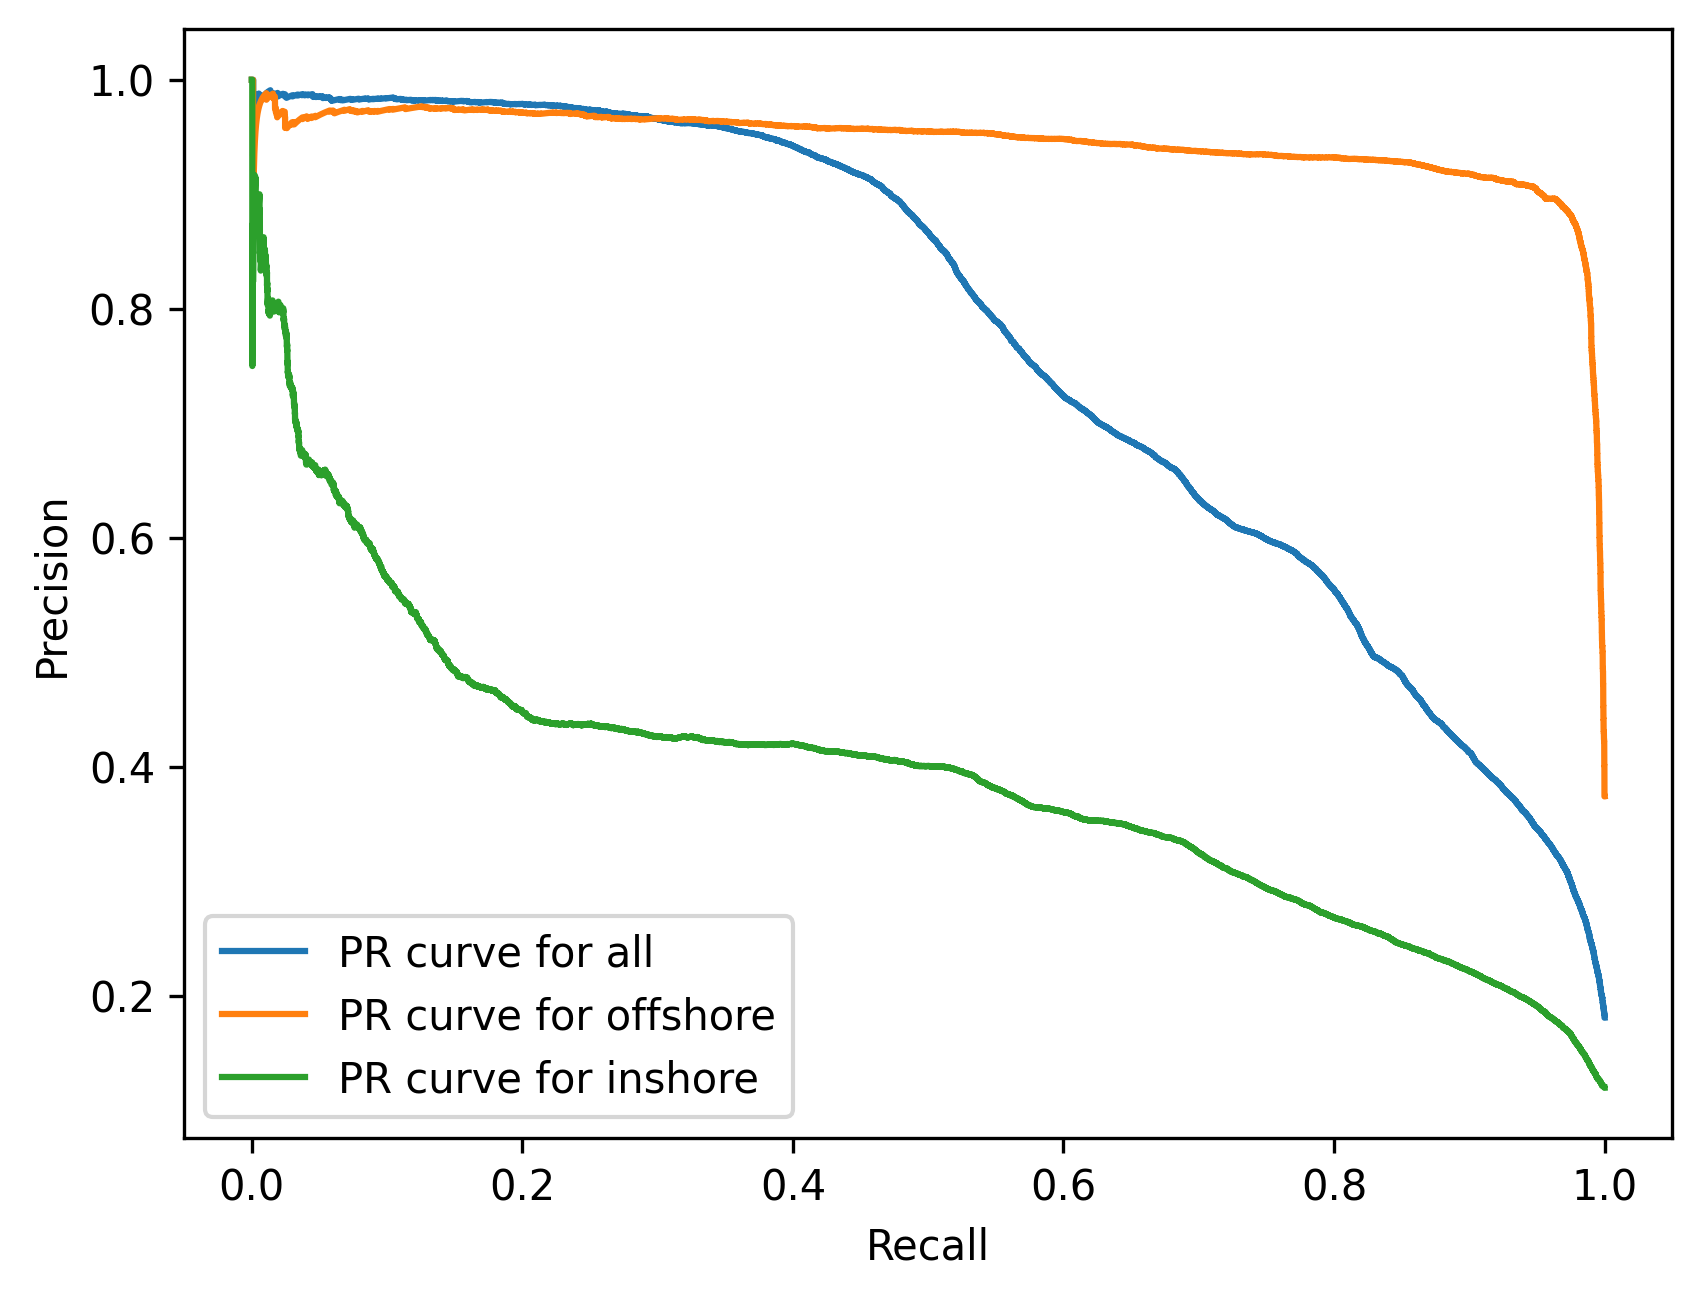 1.0
0.8
0.6
0.4
0.2
Precision
PR curve for all
PR curve for offshore
PR curve for inshore
0.0 0.2 0.4 0.6 0.8 1.0
Recall